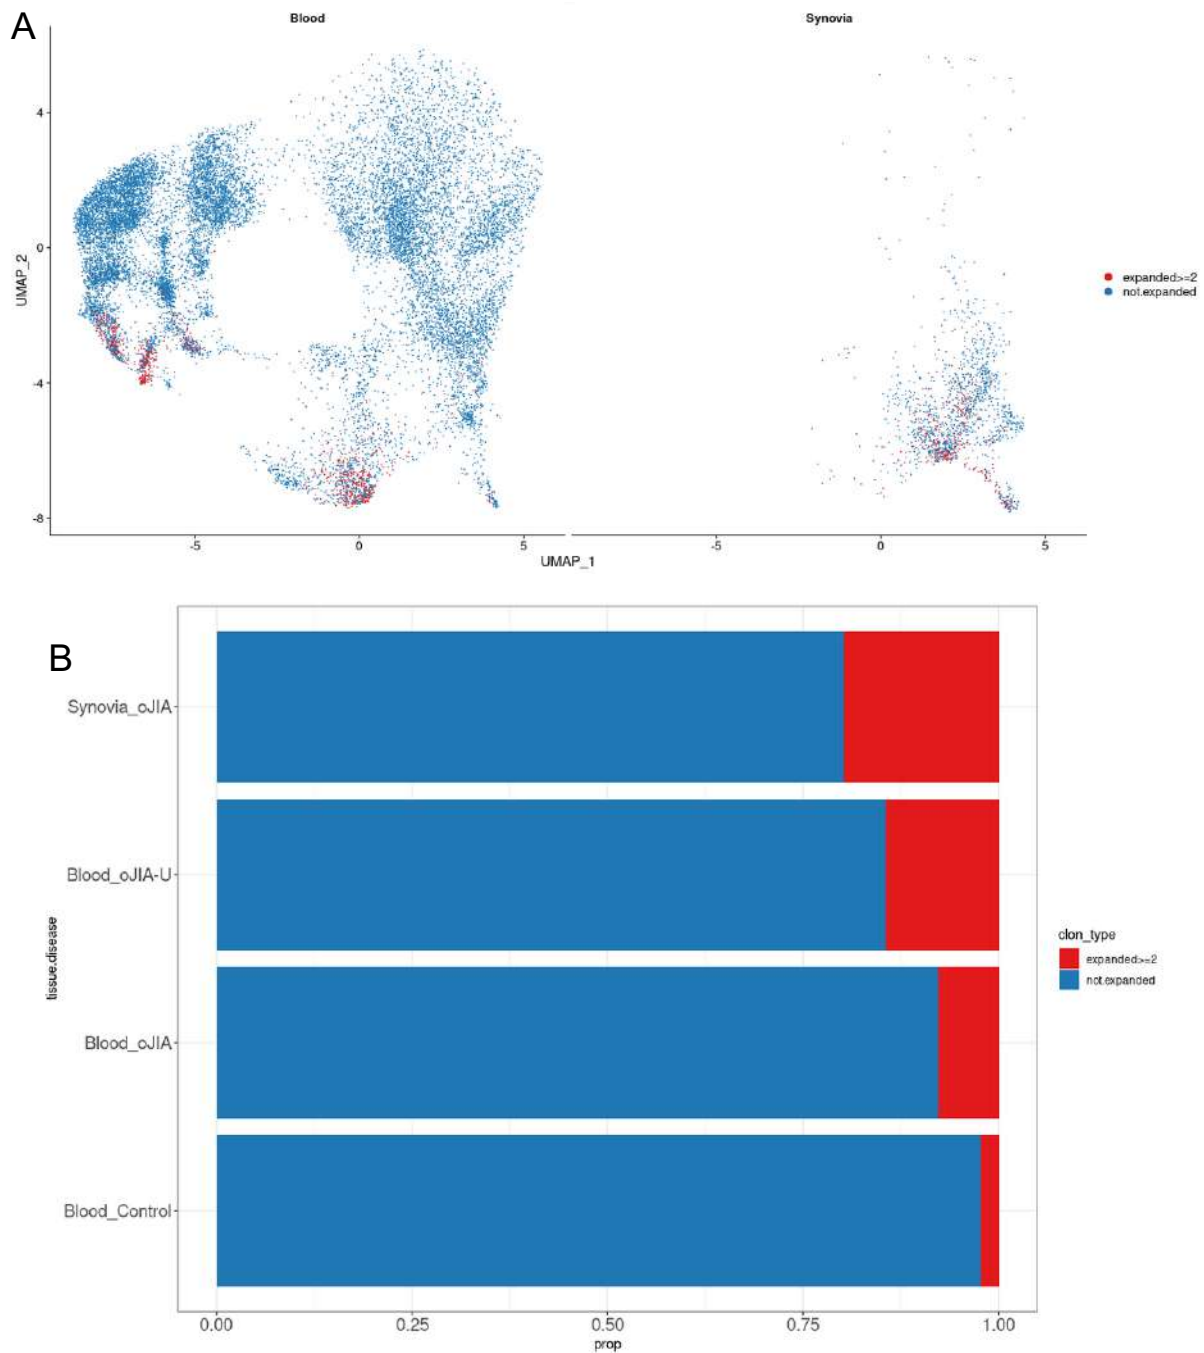 A
Blood
Synovia
4
0
-4
-8
UMAP_2
-5
0
5
-5
0
5
UMAP_1
expanded>=2
not.expanded
B
Synovia_oJIA
Blood_oJIA-U
Blood_oJIA
Blood_Control
tissue.disease
0.00
0.25
0.50
0.75
1.00
prop
clon_type
expanded>=2
not.expanded